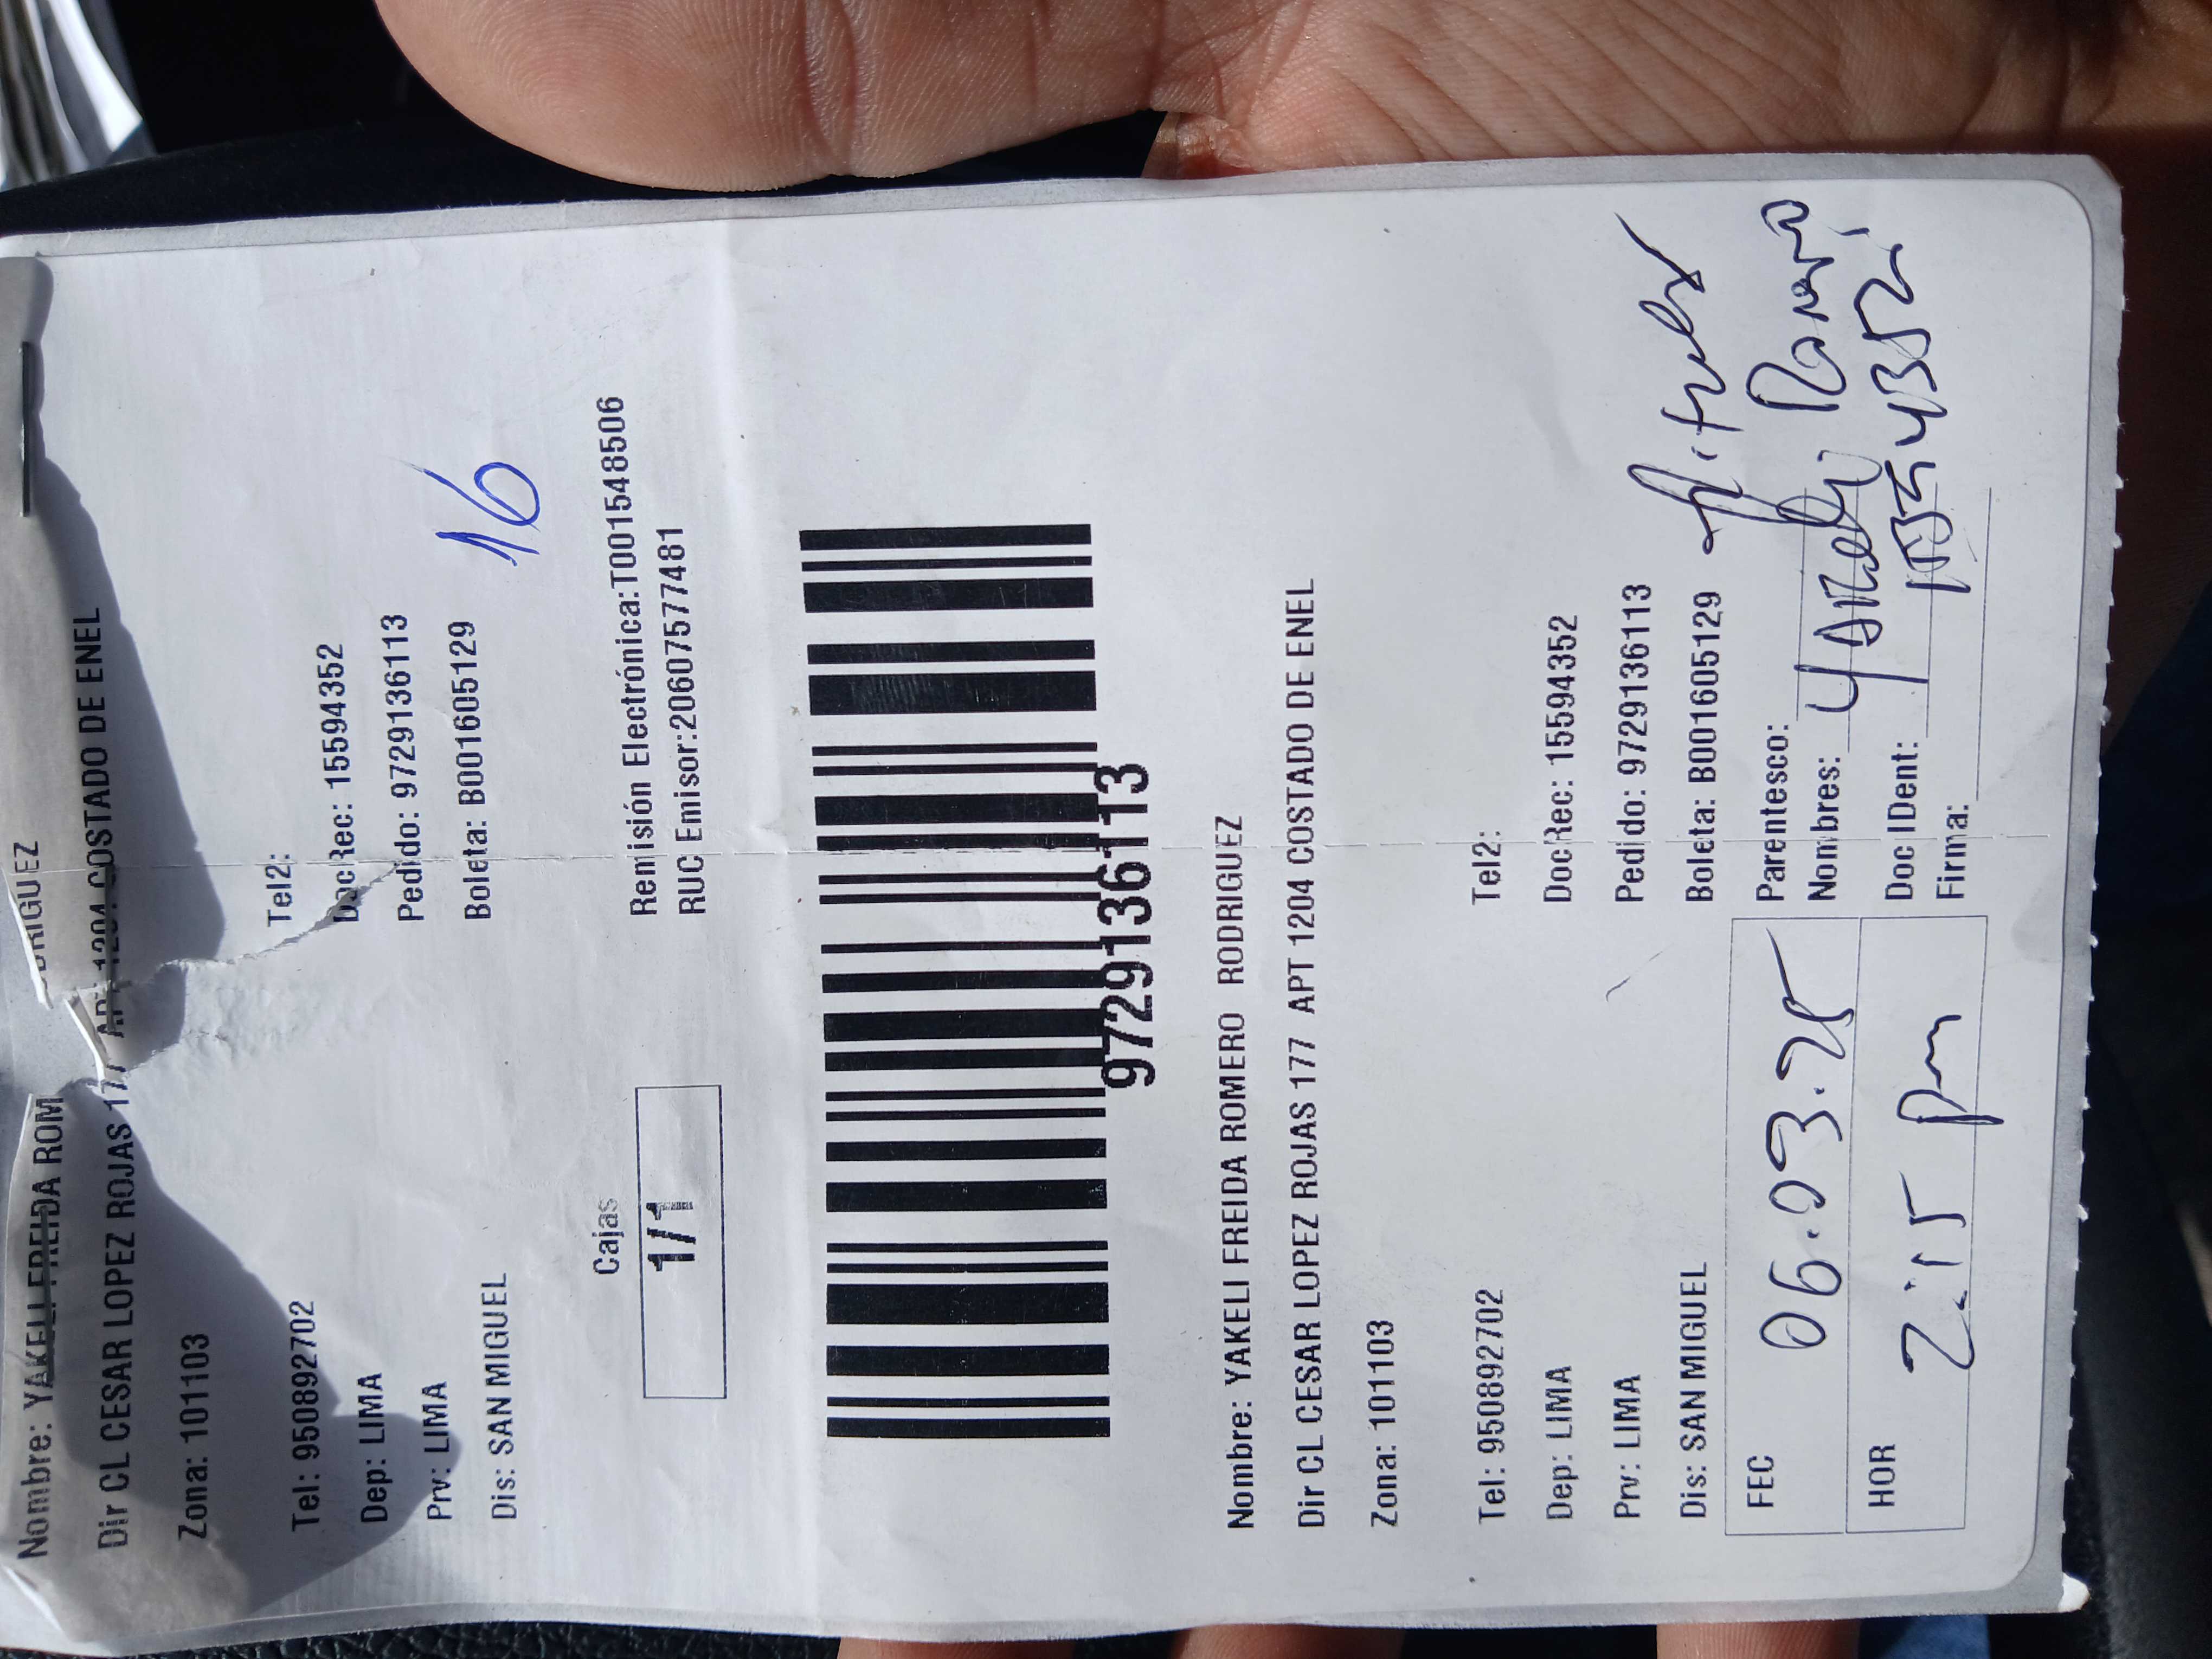 Nombre: YAKELI FREIDA ROM DRIGUEZ
Dir CL CESAR LOPEZ ROJAS 177 APT 1204 COSTADO DE ENEL
Zona: 101103
Tel: 950892702 Tel2:
Dep: LIMA DocRec: 15594352
Prv: LIMA Pedido: 9729136113
Dis: SAN MIGUEL Boleta: B001605129
16
Cajas
1/1
Remisión Electrónica:T001548506
RUC Emisor:20607577481
9729136113
Nombre: YAKELI FREIDA ROMERO RODRIGUEZ
Dir CL CESAR LOPEZ ROJAS 177 APT 1204 COSTADO DE ENEL
Zona: 101103
Tel: 950892702 Tel2:
Dep: LIMA DocRec: 15594352
Prv: LIMA Pedido: 9729136113
Dis: SAN MIGUEL Boleta: B001605129
FEC 06.03.25
HOR 2:15 pm
Parentesco: Titular
Nombres: Romero
Doc IDent: 15594352
Firma: